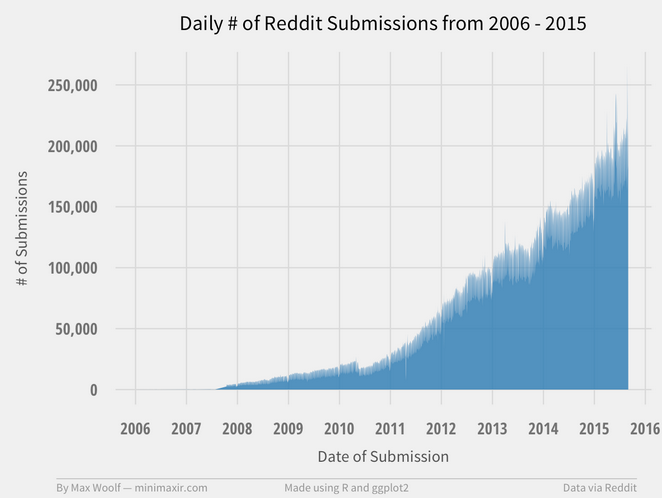 Daily # of Reddit Submissions from 2006 - 2015
# of Submissions
250,000
200,000
150,000
100,000
50,000
0
2006 2007 2008 2009 2010 2011 2012 2013 2014 2015 2016
Date of Submission
By Max Woolf — minimaxir.com Made using R and ggplot2 Data via Reddit